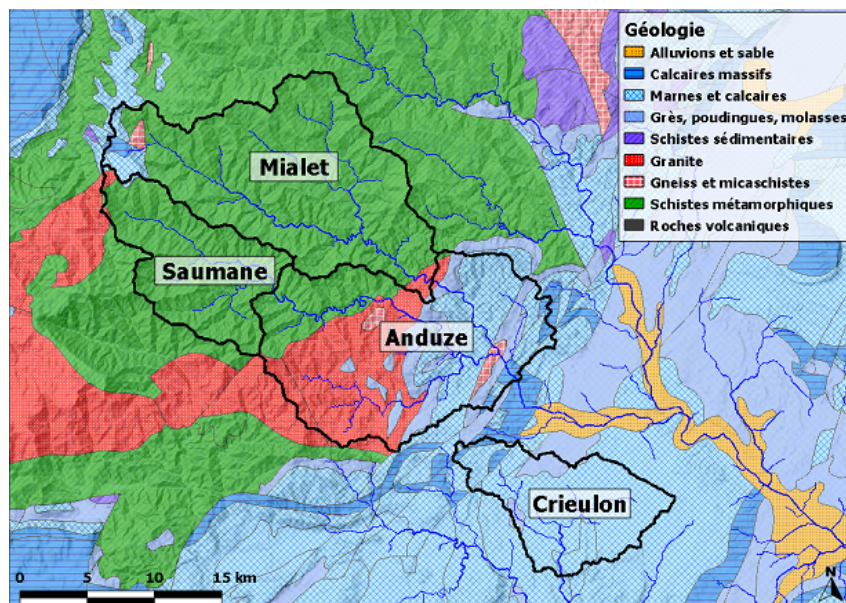 Géologie
Alluvions et sable
Calcaires massifs
Marnes et calcaires
Grès, poudingues, molasses
Schistes sédimentaires
Granite
Gneiss et micaschistes
Schistes métamorphiques
Roches volcaniques
Mialet
Saumane
Anduze
Crieulon
0 5 10 15 km
N